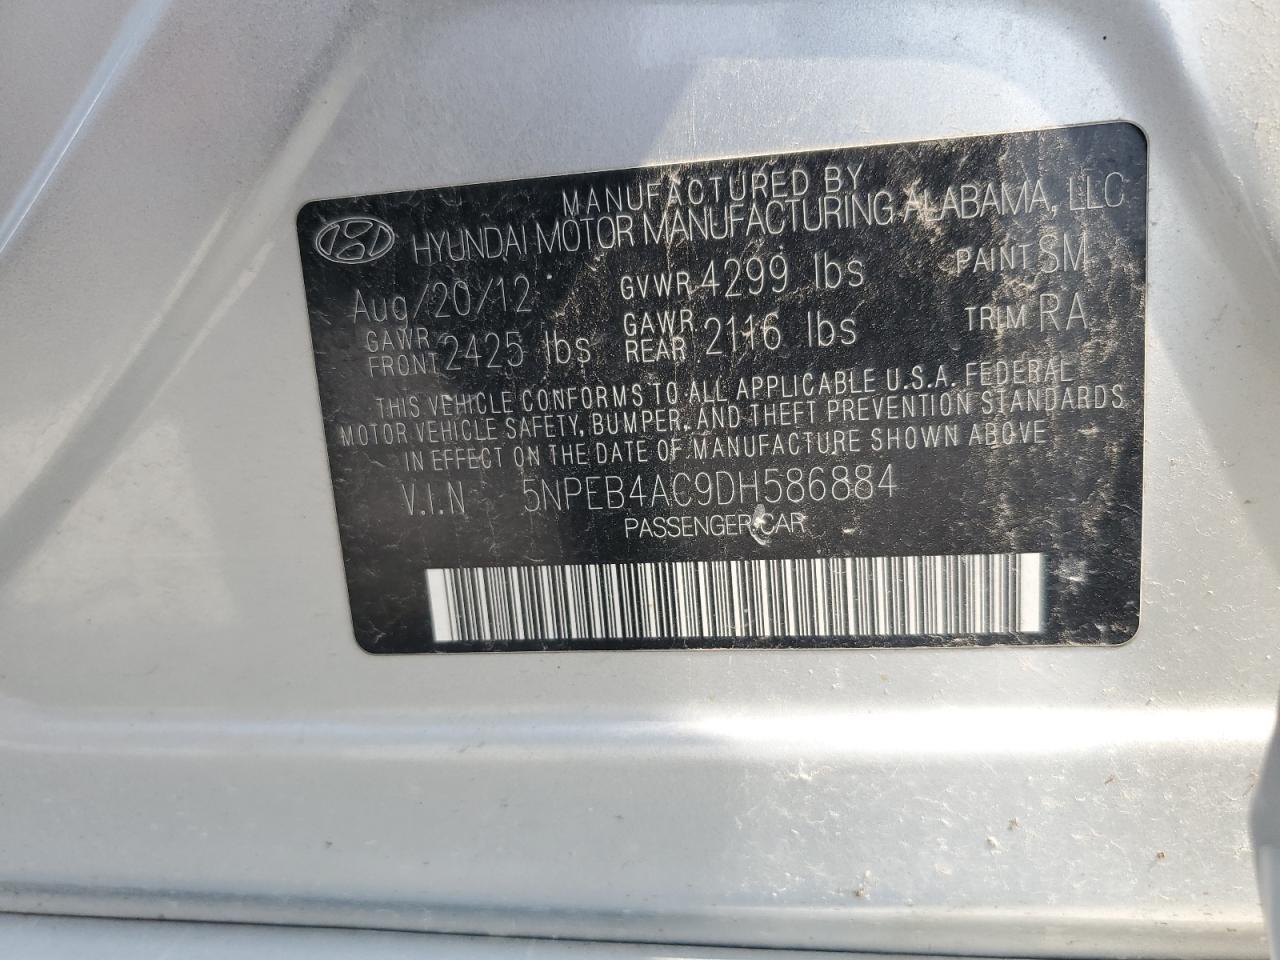 MANUFACTURED BY
HYUNDAI MOTOR MANUFACTURING ALABAMA, LLC
Aug/20/12 GVWR 4299 lbs PAINT SM
GAWR FRONT 2425 lbs GAWR REAR 2116 lbs TRIM RA
THIS VEHICLE CONFORMS TO ALL APPLICABLE U.S.A. FEDERAL
MOTOR VEHICLE SAFETY, BUMPER, AND THEFT PREVENTION STANDARDS
IN EFFECT ON THE DATE OF MANUFACTURE SHOWN ABOVE
V.I.N 5NPEB4AC9DH586884
PASSENGER CAR